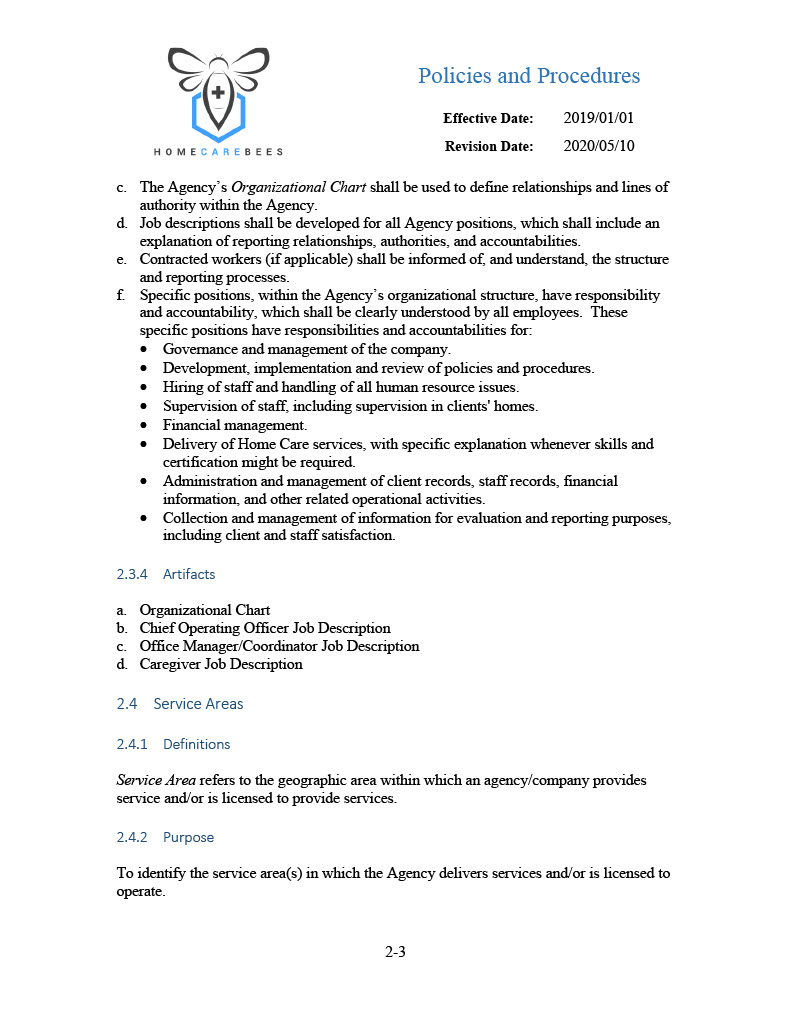 Policies and Procedures
Effective Date: 2019/01/01
Revision Date: 2020/05/10
HOMECAREBEES
c. The Agency’s Organizational Chart shall be used to define relationships and lines of
authority within the Agency.
d. Job descriptions shall be developed for all Agency positions, which shall include an
explanation of reporting relationships, authorities, and accountabilities.
e. Contracted workers (if applicable) shall be informed of, and understand, the structure
and reporting processes.
f. Specific positions, within the Agency’s organizational structure, have responsibility
and accountability, which shall be clearly understood by all employees.  These
specific positions have responsibilities and accountabilities for:
• Governance and management of the company.
• Development, implementation and review of policies and procedures.
• Hiring of staff and handling of all human resource issues.
• Supervision of staff, including supervision in clients' homes.
• Financial management.
• Delivery of Home Care services, with specific explanation whenever skills and
certification might be required.
• Administration and management of client records, staff records, financial
information, and other related operational activities.
• Collection and management of information for evaluation and reporting purposes,
including client and staff satisfaction.
2.3.4 Artifacts
a. Organizational Chart
b. Chief Operating Officer Job Description
c. Office Manager/Coordinator Job Description
d. Caregiver Job Description
2.4 Service Areas
2.4.1 Definitions
Service Area refers to the geographic area within which an agency/company provides
service and/or is licensed to provide services.
2.4.2 Purpose
To identify the service area(s) in which the Agency delivers services and/or is licensed to
operate.
2-3